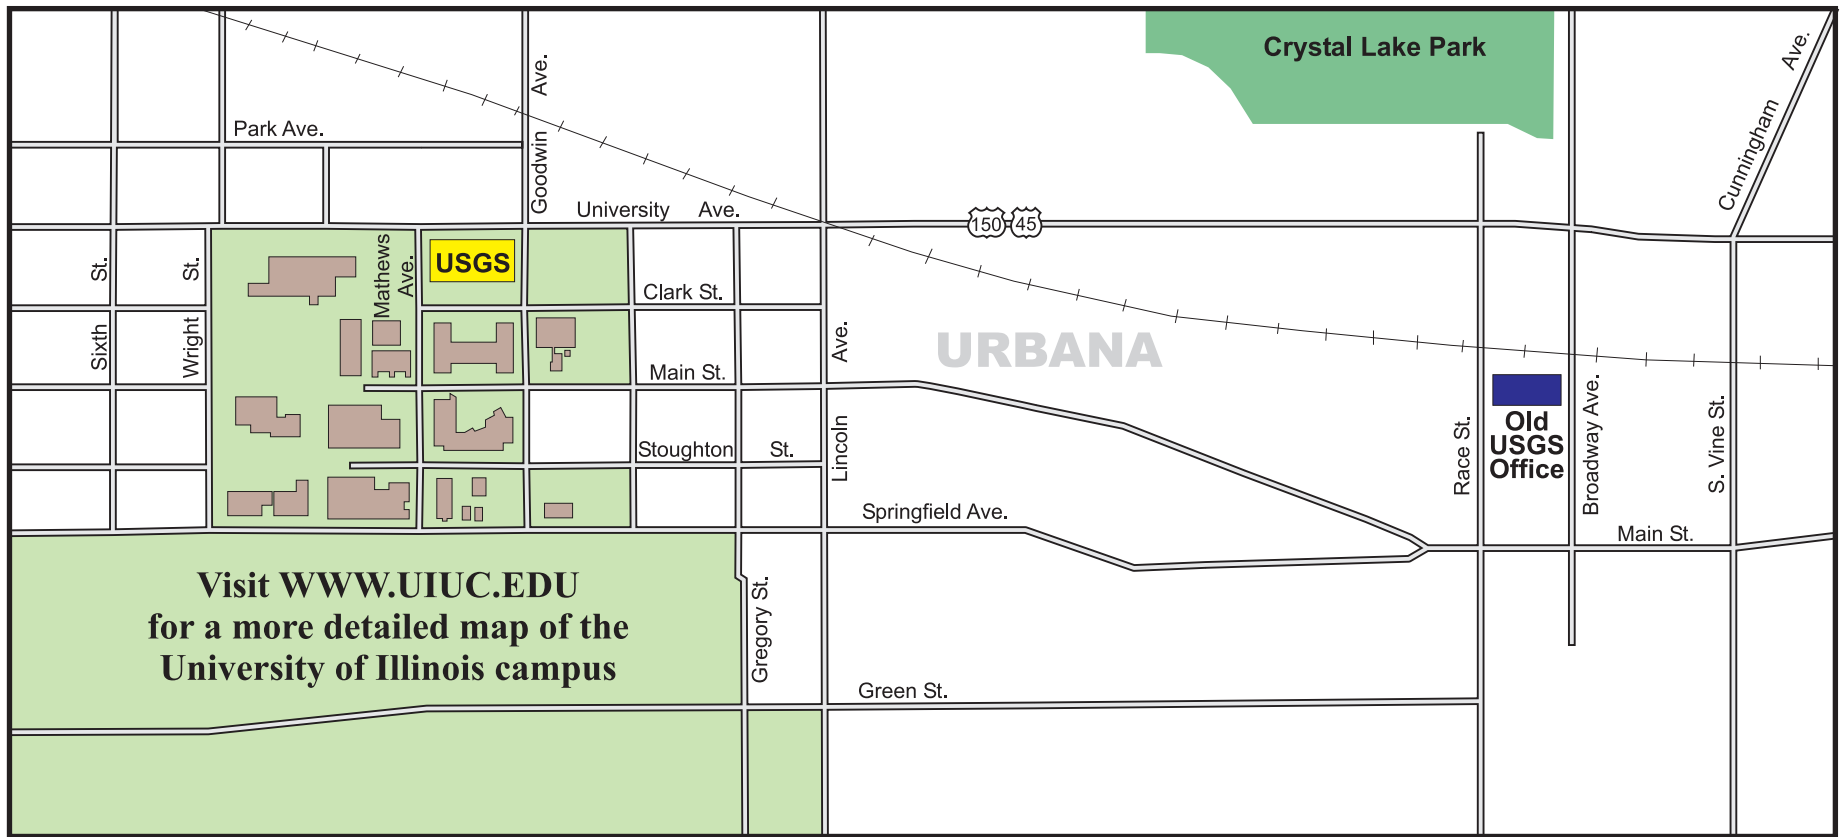 Crystal Lake Park
Ave.
Goodwin
Ave.
Cunningham
Park Ave.
University Ave.
150 45
Mathews
Ave.
USGS
St.
St.
Sixth
Wright
Clark St.
Main St.
Ave.
Lincoln
URBANA
Stoughton St.
Old
USGS
Office
Race St.
Broadway Ave.
S. Vine St.
Springfield Ave.
Main St.
Visit WWW.UIUC.EDU
for a more detailed map of the
University of Illinois campus
Gregory St.
Green St.